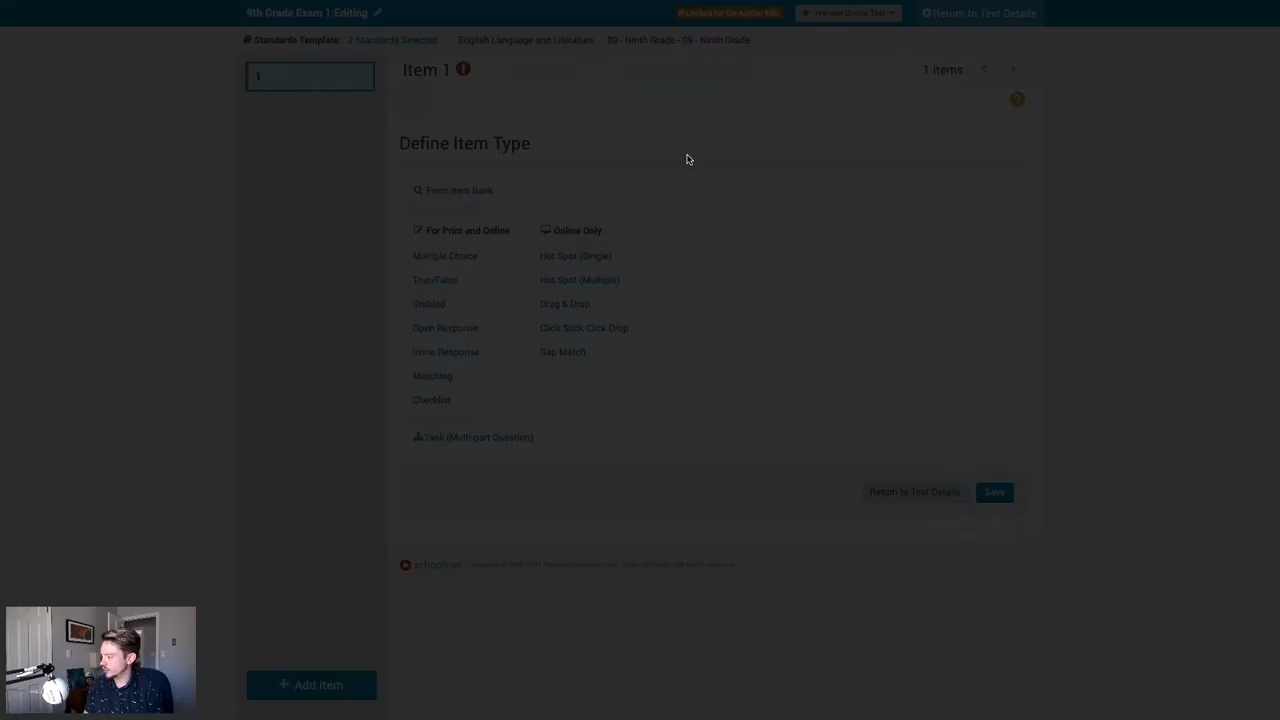 9th Grade Exam 1:Editing
Locked for Co-Author Edit
Preview Online Test
Return to Test Details
Standards Template: 2 Standards Selected English Language and Literature 09 - Ninth Grade - 09 - Ninth Grade
1
Item 1
1 items
Define Item Type
From Item Bank
For Print and Online
Online Only
Multiple Choice
Hot Spot (Single)
True/False
Hot Spot (Multiple)
Gridded
Drag & Drop
Open Response
Click Stick Click Drop
Inline Response
Gap Match
Matching
Checklist
Task (Multi-part Question)
Return to Test Details
Save
schoolnet
Add Item